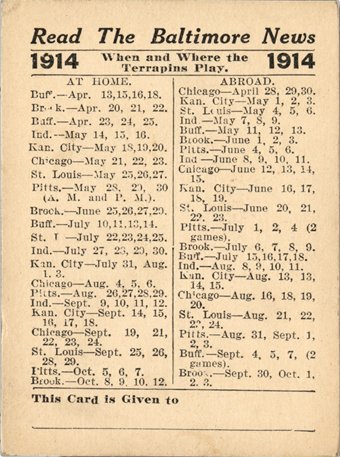 Read The Baltimore News
1914 When and Where the Terrapins Play. 1914
AT HOME.
Buff.—Apr. 13,15,16,18.
Brook.—Apr. 20, 21, 22.
Buff.—Apr. 23, 24, 25.
Ind.—May 14, 15, 16.
Kan. City—May 18,19,20.
Chicago—May 21, 22, 23.
St. Louis—May 25,26,27.
Pitts.—May 28, 29, 30
(A. M. and P. M.).
Brock.—June 25,26,27,29.
Buff.—July 10,11,13,14.
St. L—July 22,23,24,25.
Ind.—July 27, 28, 29, 30.
Kan. City—July 31, Aug.
1. 3.
Chicago—Aug. 4, 5, 6.
Pitts.—Aug. 26,27,28,29.
Ind.—Sept. 9, 10, 11, 12.
Kan. City—Sept. 14, 15,
16, 17, 18.
Chicago—Sept. 19, 21,
22, 23, 24.
St. Louis—Sept. 25, 26,
28, 29.
Pitts.—Oct. 5, 6, 7.
Brook.—Oct. 8, 9, 10, 12.
ABROAD.
Chicago—April 28, 29,30.
Kan. City—May 1, 2, 3.
St. Louis—May 4, 5, 6.
Ind.—May 7, 8, 9.
Buff.—May 11, 12, 13.
Brook.—June 1, 2, 3.
Pitts.—June 4, 5, 6.
Ind—June 8, 9, 10, 11.
Chicago—June 12, 13, 14,
15.
Kan. City—June 16, 17,
18, 19.
St. Louis—June 20, 21,
22, 23.
Pitts.—July 1, 2, 4 (2
games).
Brook.—July 6, 7, 8, 9.
Buff.—July 15,16,17,18.
Ind.—Aug. 8, 9, 10, 11.
Kan. City—Aug. 13, 13,
14, 15.
Chicago—Aug. 16, 18, 19,
20.
St. Louis—Aug. 21, 22,
23, 24.
Pitts.—Aug. 31, Sept. 1,
2, 3.
Buff.—Sept. 4, 5, 7, (2
games).
Brook.—Sept. 30, Oct. 1,
2. 3.
This Card is Given to